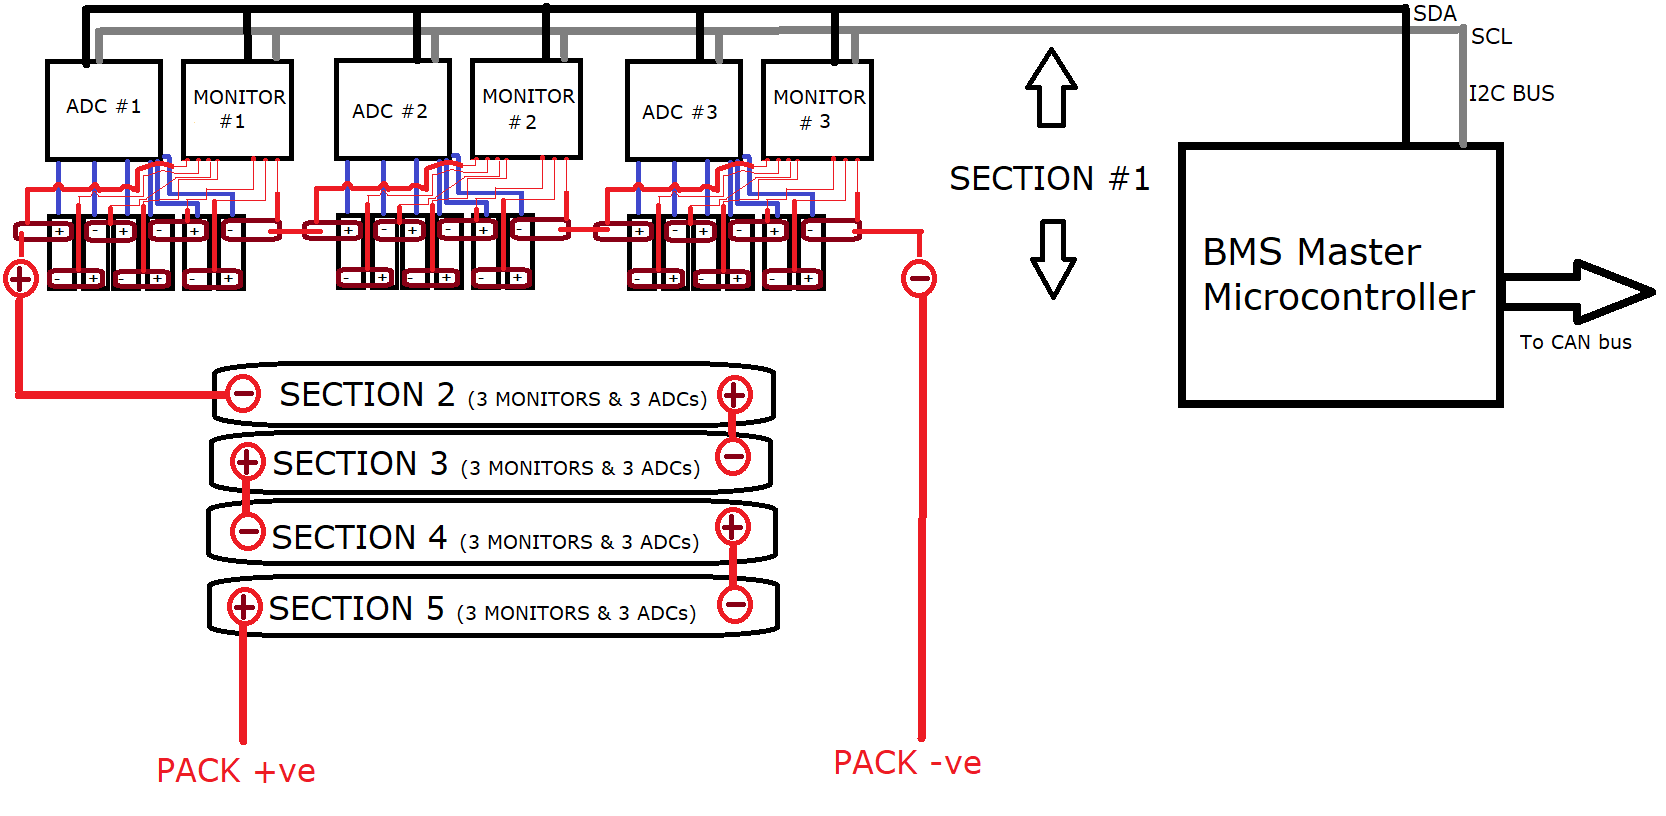 SDA
SCL
I2C BUS
ADC #1
MONITOR
#1
ADC #2
MONITOR
#2
ADC #3
MONITOR
# 3
SECTION #1
+ - + - + -
- + - + - +
+ - + - + -
- + - + - +
+ - + - + -
- + - + - +
+
-
BMS Master
Microcontroller
To CAN bus
- SECTION 2 (3 MONITORS & 3 ADCs) +
+ SECTION 3 (3 MONITORS & 3 ADCs) -
- SECTION 4 (3 MONITORS & 3 ADCs) +
+ SECTION 5 (3 MONITORS & 3 ADCs) -
PACK +ve
PACK -ve